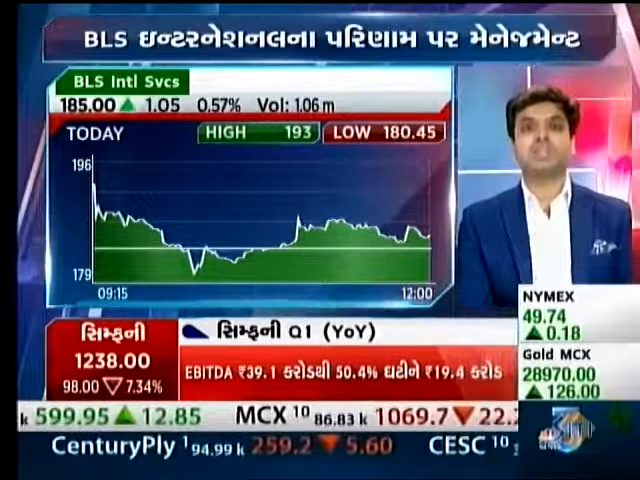 BLS ઇન્ટરનેશનલના પરિણામ પર મેનેજમેન્ટ
BLS Intl Svcs
185.00 ▲ 1.05 0.57% Vol: 1.06 m
TODAY HIGH 193 LOW 180.45
196
179
09:15 12:00
NYMEX
49.74
▲ 0.18
Gold MCX
28970.00
▲ 126.00
સિમ્ફની
1238.00
98.00 ▽ 7.34%
સિમ્ફની Q1 (YoY)
EBITDA ₹39.1 કરોડથી 50.4% ઘટીને ₹19.4 કરોડ
k 599.95 ▲ 12.85 MCX 10 86.83 k 1069.7 ▼ 22.
CenturyPly 1 94.99 k 259.2 ▼ 5.60 CESC 10